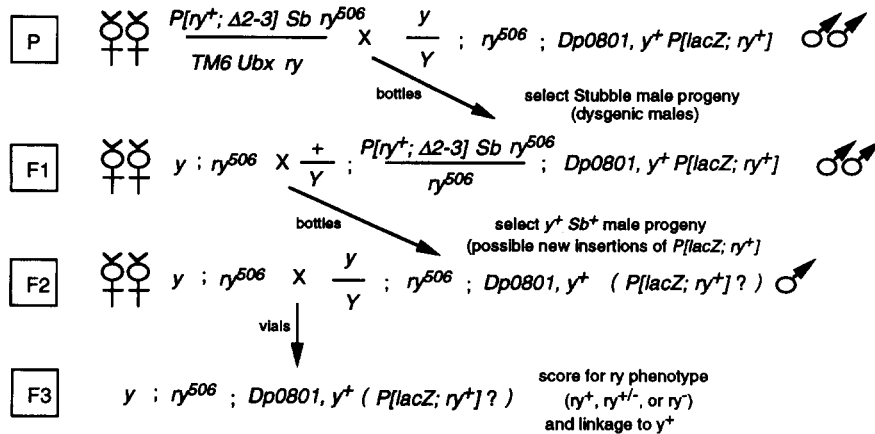 P P[ry+; Δ2-3] Sb ry506 X y ; ry506 ; Dp0801, y+ P[lacZ; ry+]
TM6 Ubx ry Y
bottles select Stubble male progeny
(dysgenic males)
F1 y ; ry506 X + ; P[ry+; Δ2-3] Sb ry506 ; Dp0801, y+ P[lacZ; ry+]
Y ry506
bottles select y+ Sb+ male progeny
(possible new insertions of P[lacZ; ry+]
F2 y ; ry506 X y ; ry506 ; Dp0801, y+ ( P[lacZ; ry+] ? )
Y
vials
F3 y ; ry506 ; Dp0801, y+ ( P[lacZ; ry+] ? ) score for ry phenotype
(ry+, ry+/-, or ry-)
and linkage to y+